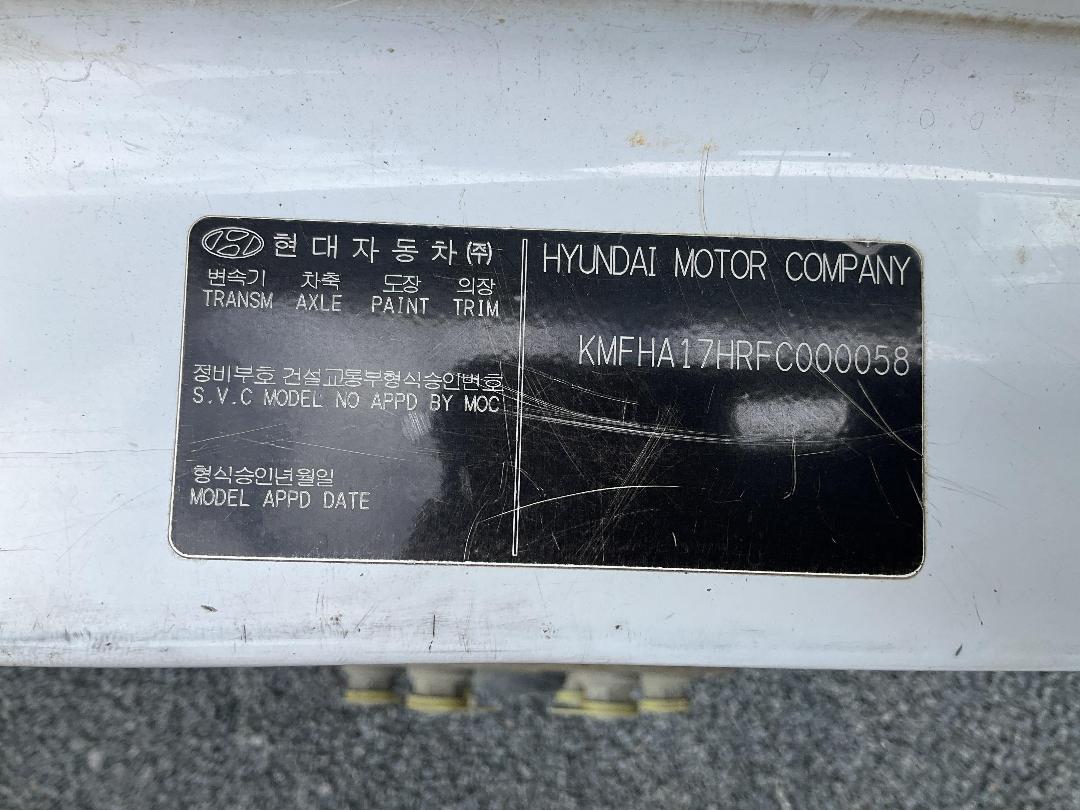 현대자동차(주)
변속기 차축 도장 의장
TRANSM AXLE PAINT TRIM
정비부호 건설교통부형식승인번호
S.V.C MODEL NO APPD BY MOC
형식승인년월일
MODEL APPD DATE
HYUNDAI MOTOR COMPANY
KMFHA17HRFC000058